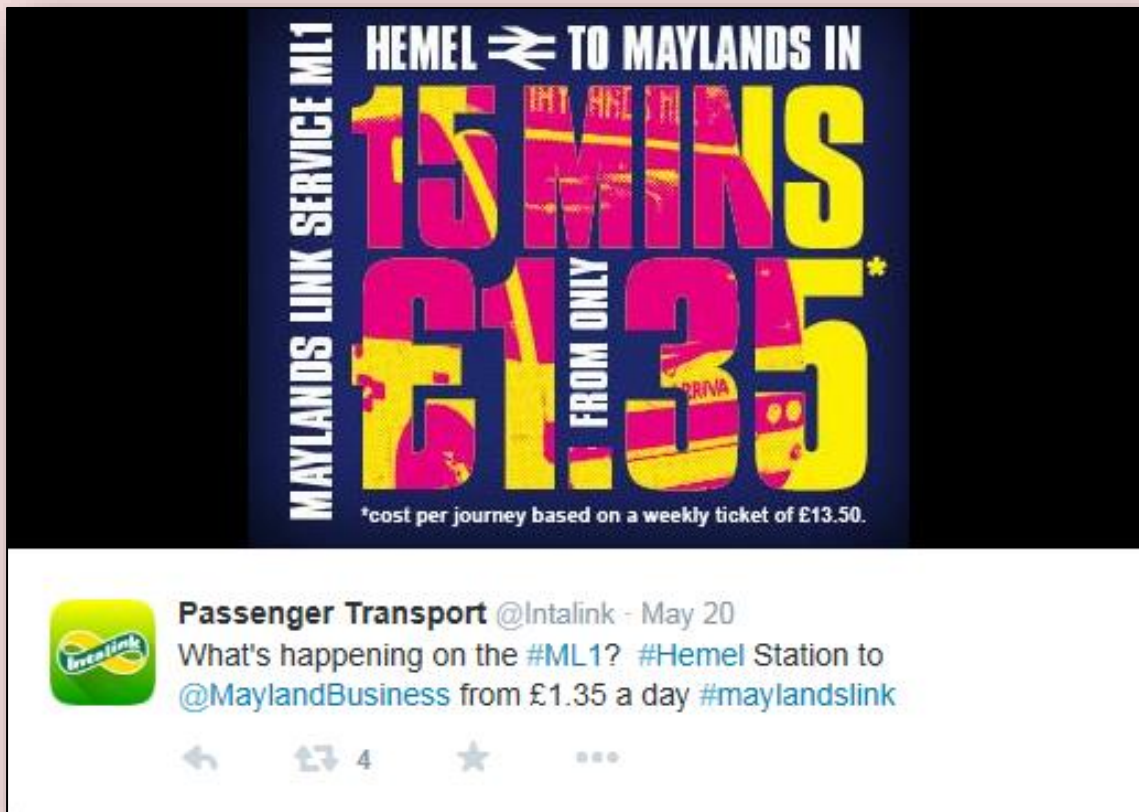 MAYLANDS LINK SERVICE ML1
HEMEL TO MAYLANDS IN
15 MINS
FROM ONLY
£1.35*
ARRIVA
*cost per journey based on a weekly ticket of £13.50.
Intalink
Passenger Transport @Intalink · May 20
What's happening on the #ML1? #Hemel Station to
@MaylandBusiness from £1.35 a day #maylandslink
4